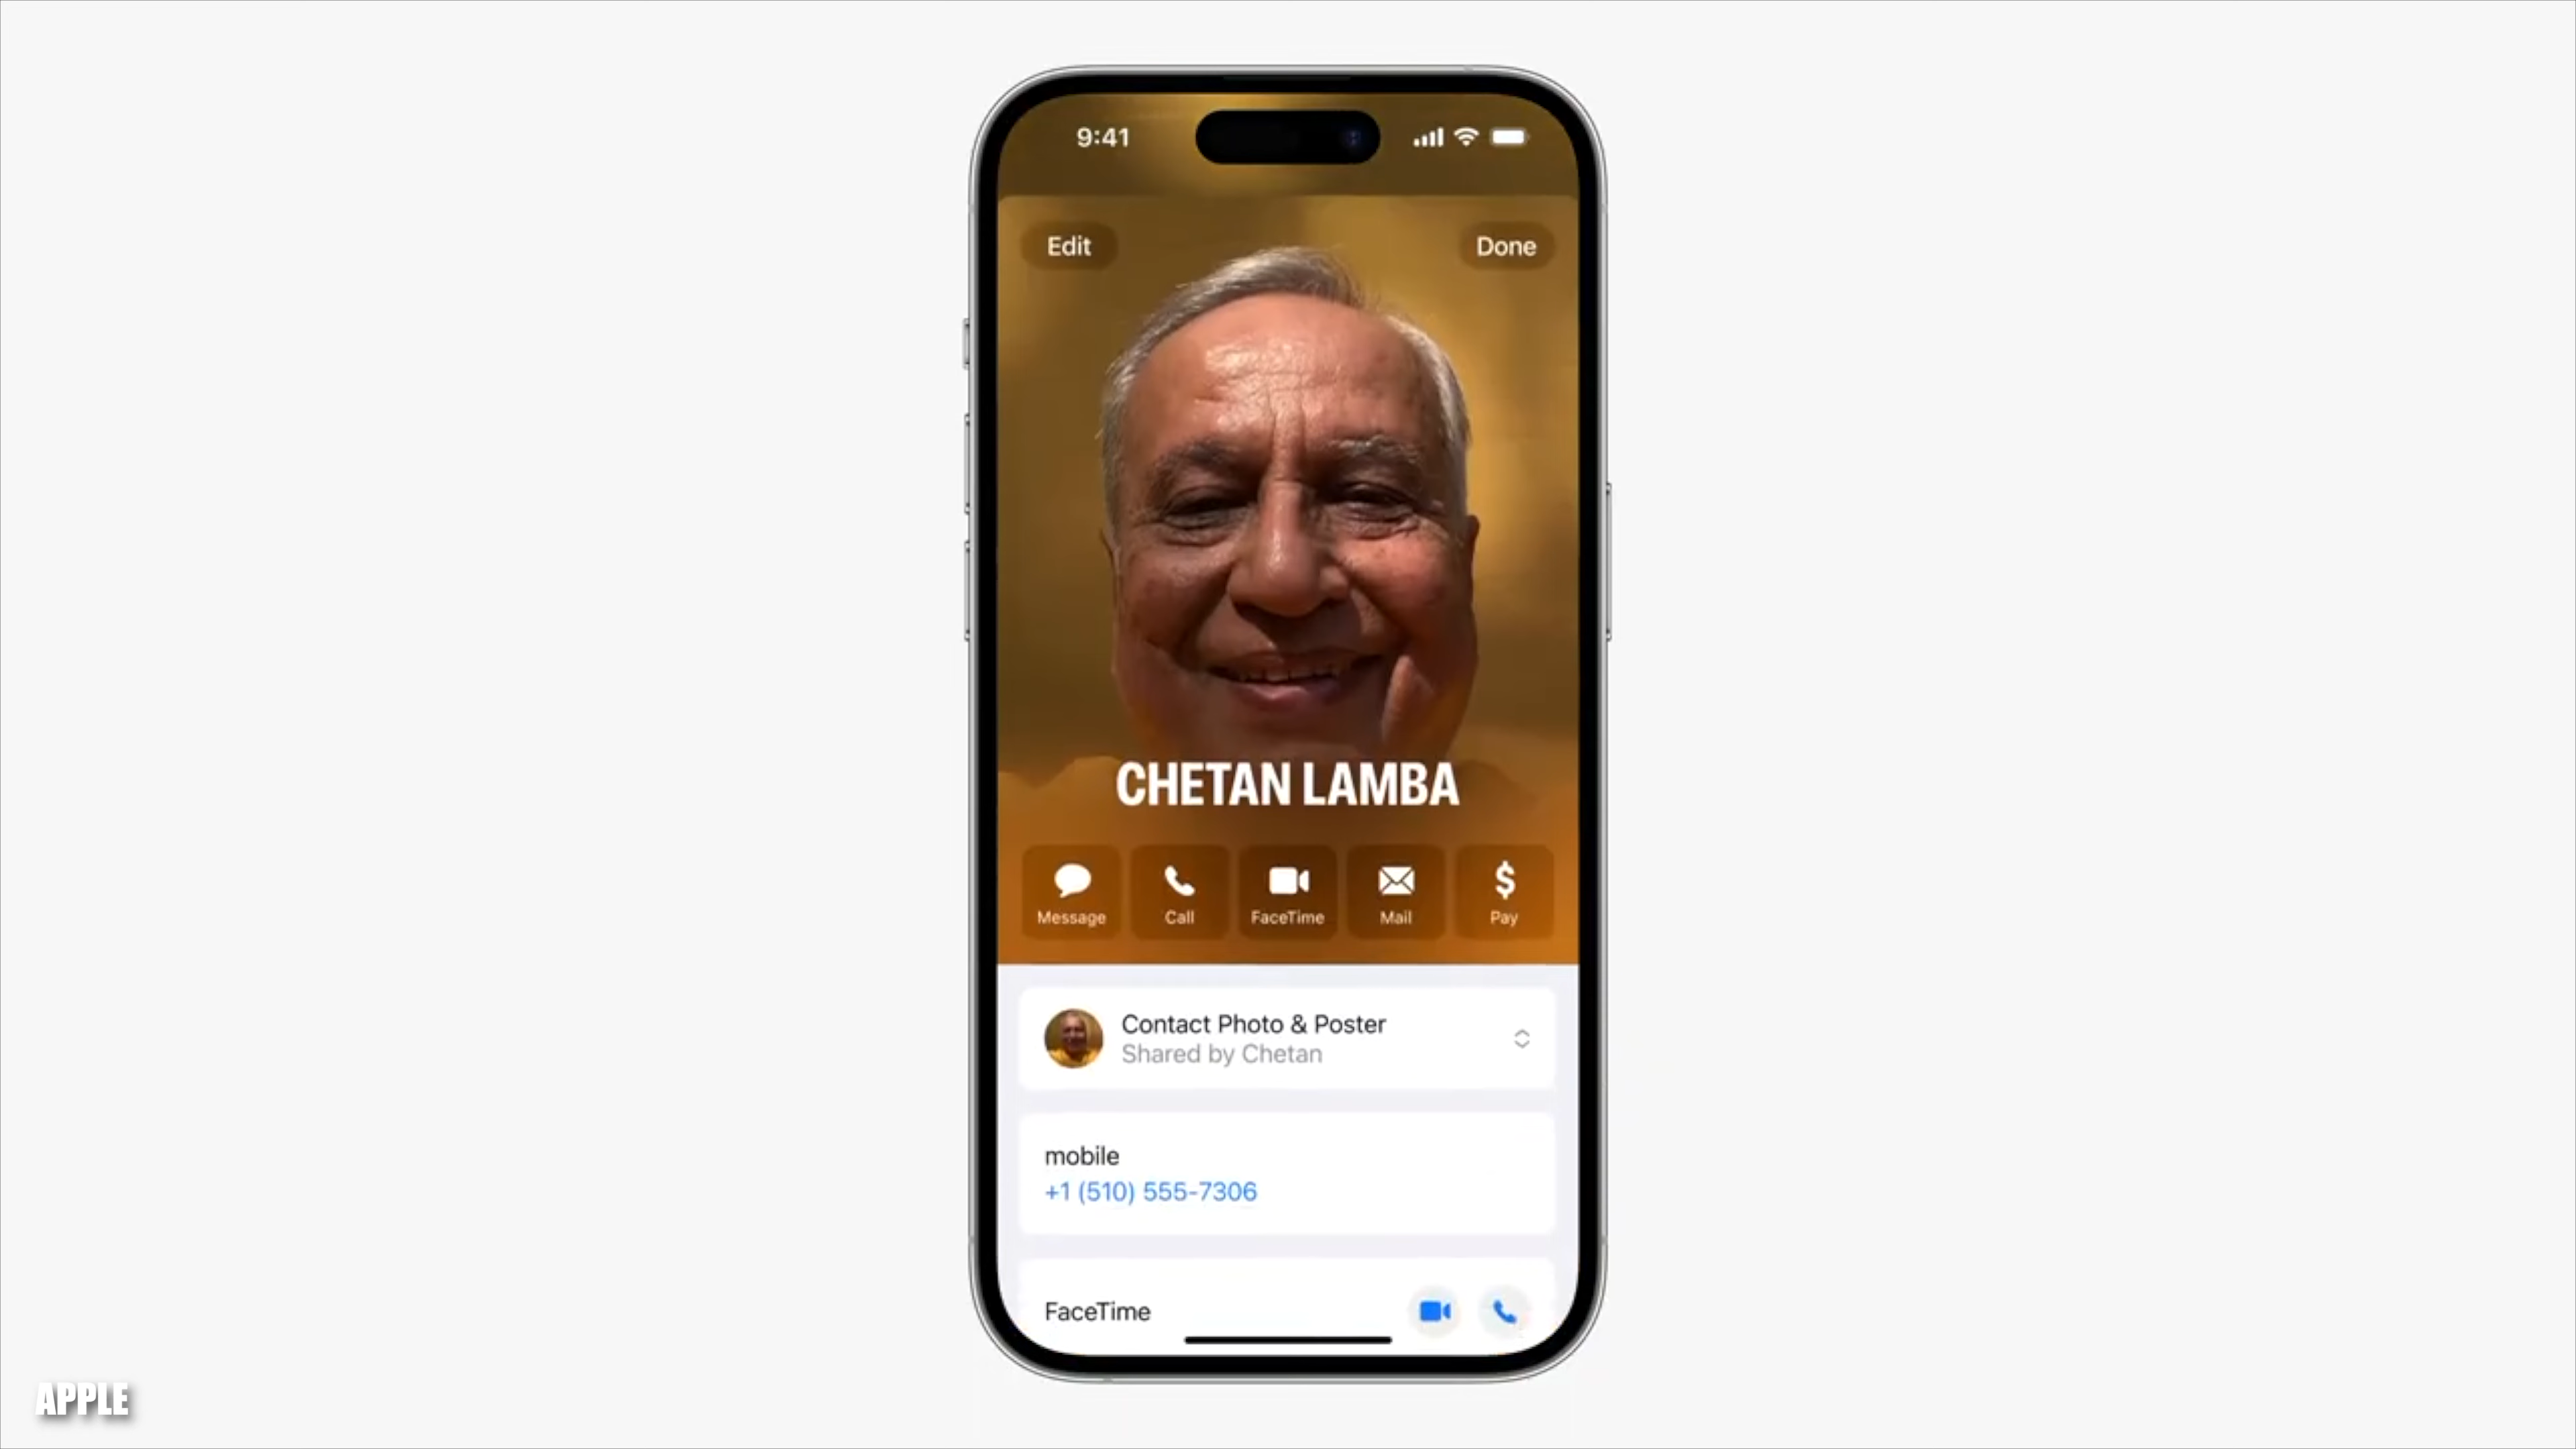 9:41
Edit
Done
CHETAN LAMBA
Message
Call
FaceTime
Mail
Pay
Contact Photo & Poster
Shared by Chetan
mobile
+1 (510) 555-7306
FaceTime
APPLE